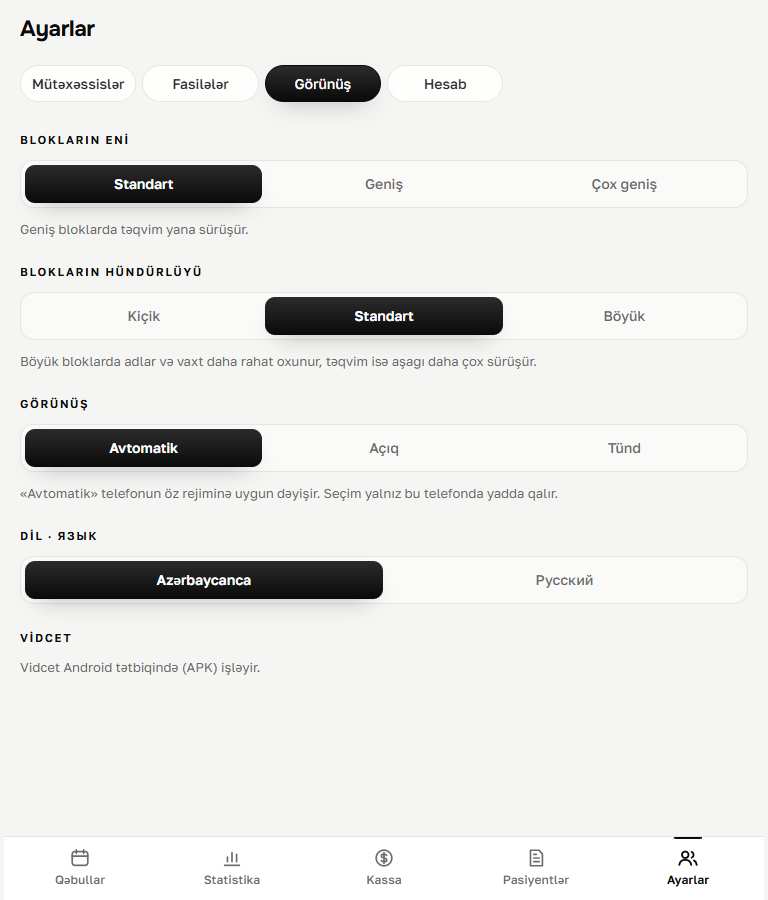 Ayarlar
Mütəxəssislər Fasilələr Görünüş Hesab
BLOKLARIN ENİ
Standart Geniş Çox geniş
Geniş bloklarda təqvim yana sürüşür.
BLOKLARIN HÜNDÜRLÜYÜ
Kiçik Standart Böyük
Böyük bloklarda adlar və vaxt daha rahat oxunur, təqvim isə aşağı daha çox sürüşür.
GÖRÜNÜŞ
Avtomatik Açıq Tünd
«Avtomatik» telefonun öz rejiminə uyğun dəyişir. Seçim yalnız bu telefonda yadda qalır.
DİL · ЯЗЫК
Azərbaycanca Русский
VİDCET
Vidcet Android tətbiqində (APK) işləyir.
Qəbullar Statistika Kassa Pasiyentlər Ayarlar